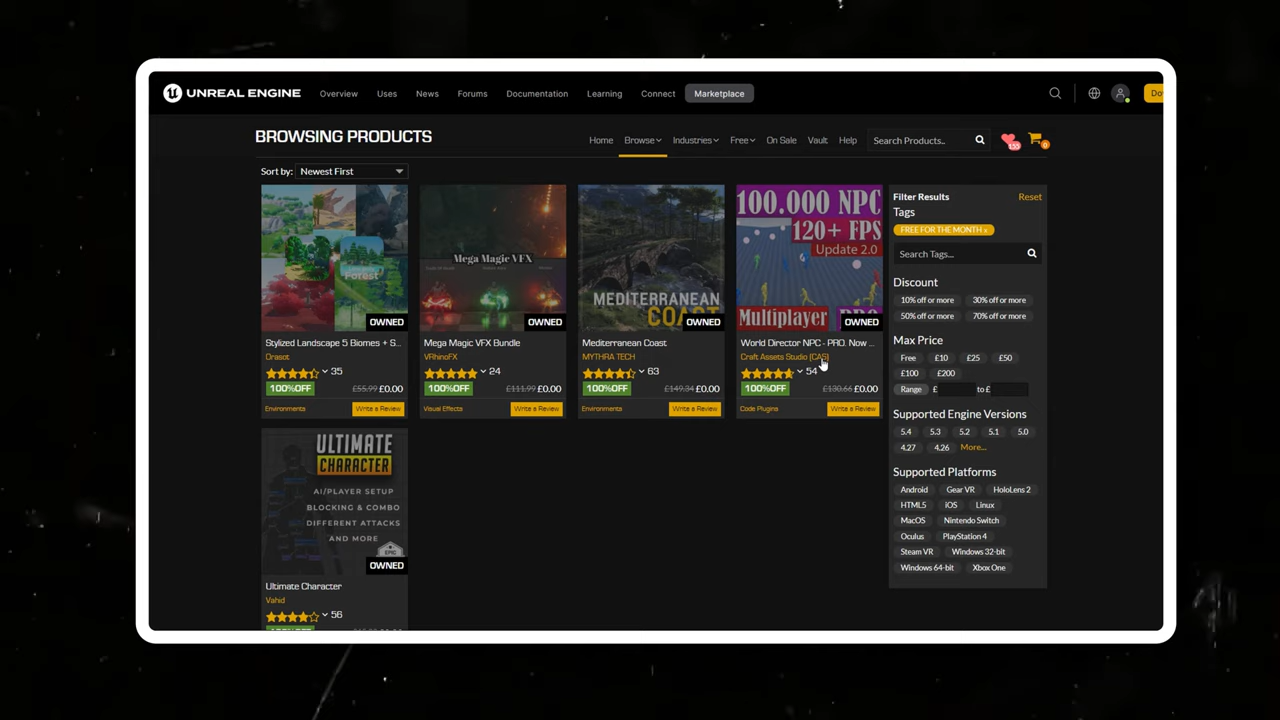 UNREAL ENGINE Overview Uses News Forums Documentation Learning Connect Marketplace Do
BROWSING PRODUCTS Home Browse Industries Free On Sale Vault Help Search Products.. 133 0
Sort by: Newest First
OWNED
Stylized Landscape 5 Biomes + S...
Orasot
35
100%OFF £55.99 £0.00
Environments Write a Review
Mega Magic VFX
OWNED
Mega Magic VFX Bundle
VRhinoFX
24
100%OFF £111.99 £0.00
Visual Effects Write a Review
MEDITERRANEAN
COAST
OWNED
Mediterranean Coast
MYTHRA TECH
63
100%OFF £149.34 £0.00
Environments Write a Review
100.000 NPC
120+ FPS
Update 2.0
Multiplayer
OWNED
World Director NPC - PRO. Now ...
Craft Assets Studio (CAS)
54
100%OFF £130.66 £0.00
Code Plugins Write a Review
ULTIMATE
CHARACTER
AI/PLAYER SETUP
BLOCKING & COMBO
DIFFERENT ATTACKS
AND MORE
EPIC
OWNED
Ultimate Character
Vahid
56
Filter Results Reset
Tags
FREE FOR THE MONTH x
Search Tags...
Discount
10% off or more 30% off or more
50% off or more 70% off or more
Max Price
Free £10 £25 £50
£100 £200
Range £ to £
Supported Engine Versions
5.4 5.3 5.2 5.1 5.0
4.27 4.26 More...
Supported Platforms
Android Gear VR HoloLens 2
HTML5 iOS Linux
MacOS Nintendo Switch
Oculus PlayStation 4
Steam VR Windows 32-bit
Windows 64-bit Xbox One